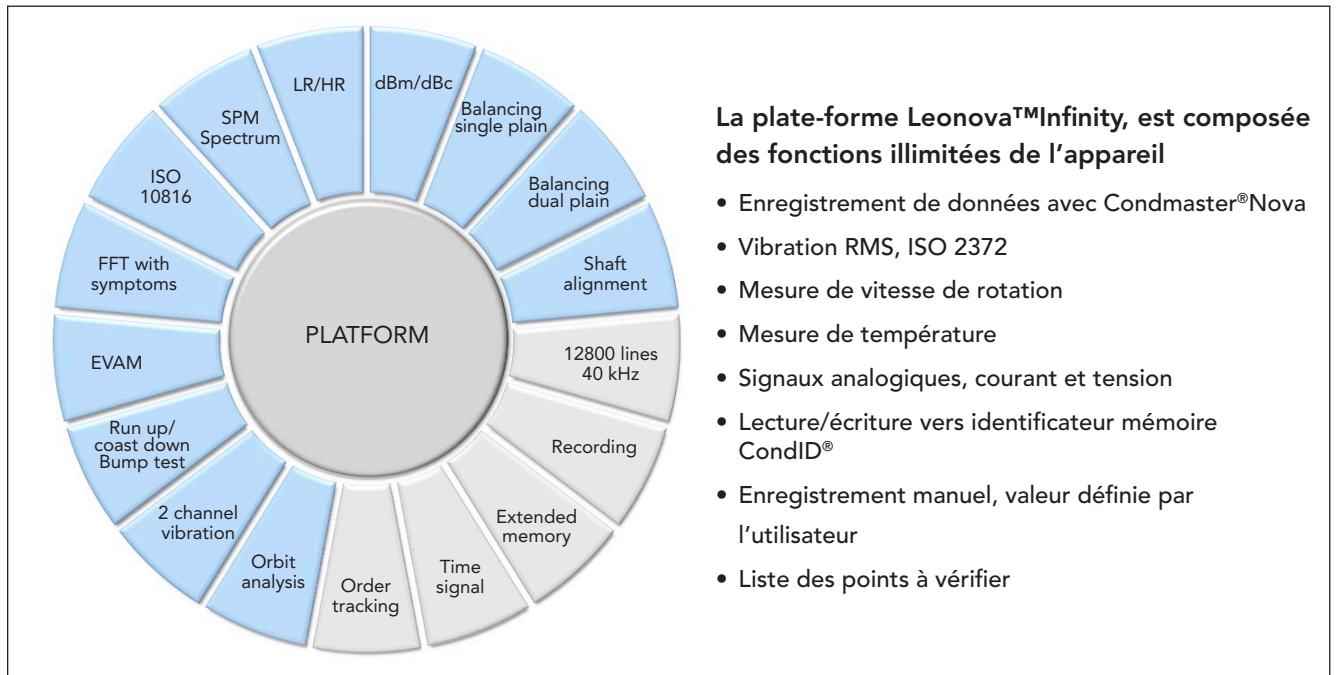 LR/HR
dBm/dBc
Balancing
single plain
Balancing
dual plain
Shaft
alignment
12800 lines
40 kHz
Recording
Extended
memory
Time
signal
Order
tracking
Orbit
analysis
2 channel
vibration
Run up/
coast down
Bump test
EVAM
FFT with
symptoms
ISO
10816
SPM
Spectrum
PLATFORM
La plate-forme Leonova™Infinity, est composée
des fonctions illimitées de l’appareil
• Enregistrement de données avec Condmaster®Nova
• Vibration RMS, ISO 2372
• Mesure de vitesse de rotation
• Mesure de température
• Signaux analogiques, courant et tension
• Lecture/écriture vers identificateur mémoire
CondID®
• Enregistrement manuel, valeur définie par
l’utilisateur
• Liste des points à vérifier